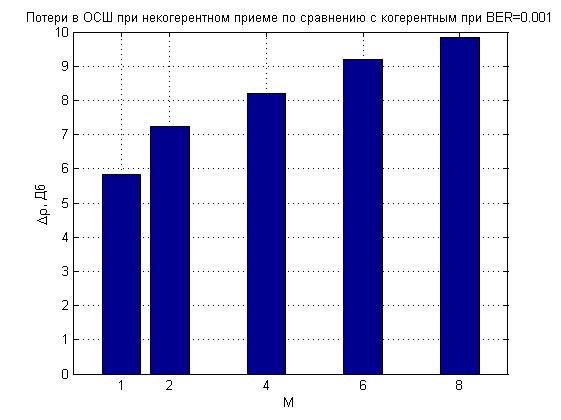 Потери в ОСШ при некогерентном приеме по сравнению с когерентным при BER=0.001
10
9
8
7
6
5
4
3
2
1
0
Δρ, Дб
1 2 4 6 8
M